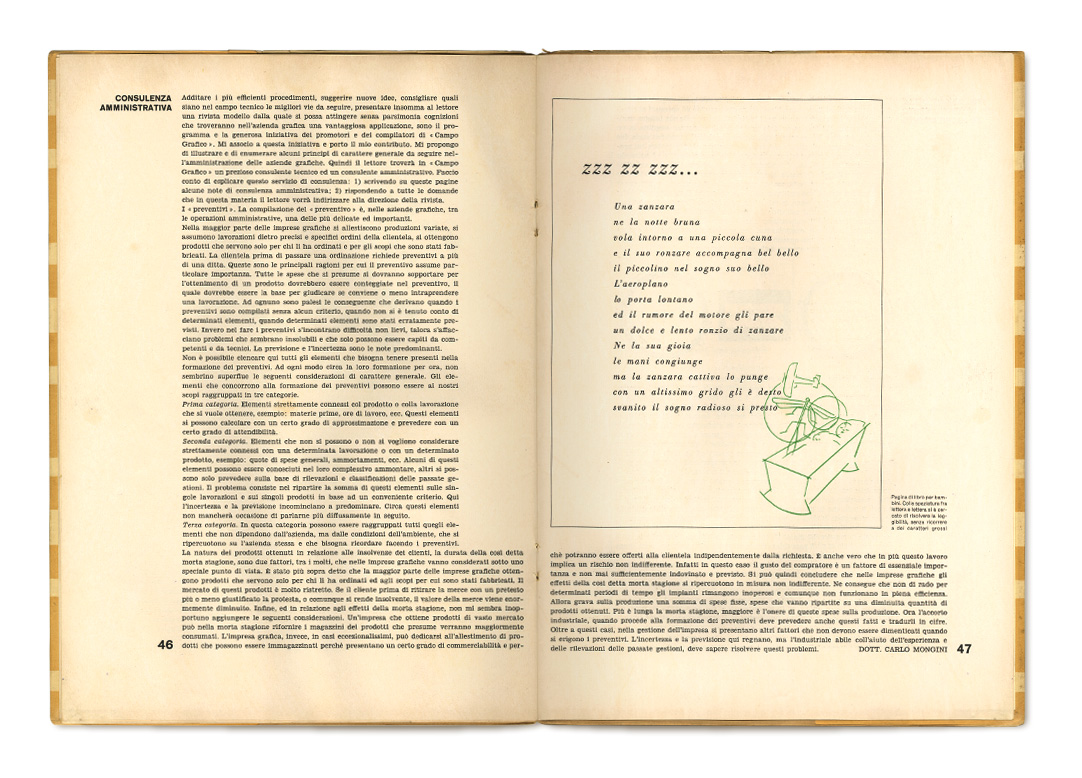 CONSULENZA
AMMINISTRATIVA
Additare i più efficienti procedimenti, suggerire nuove idee, consigliare quali
siano nel campo tecnico le migliori vie da seguire, presentare insomma al lettore
una rivista modello dalla quale si possa attingere senza parsimonia cognizioni
che troveranno nell'azienda grafica una vantaggiosa applicazione, sono il pro-
gramma e la generosa iniziativa dei promotori e dei compilatori di « Campo
Grafico ». Mi associo a questa iniziativa e porto il mio contributo. Mi propongo
di illustrare e di enumerare alcuni principi di carattere generale da seguire nel-
l'amministrazione delle aziende grafiche. Quindi il lettore troverà in « Campo
Grafico » un prezioso consulente tecnico ed un consulente amministrativo. Faccio
conto di esplicare questo servizio di consulenza: 1) scrivendo su queste pagine
alcune note di consulenza amministrativa; 2) rispondendo a tutte le domande
che in questa materia il lettore vorrà indirizzare alla direzione della rivista.
I « preventivi ». La compilazione del « preventivo » è, nelle aziende grafiche, tra
le operazioni amministrative, una delle più delicate ed importanti.
Nella maggior parte delle imprese grafiche si allestiscono produzioni variate, si
assumono lavorazioni dietro precisi e specifici ordini della clientela, si ottengono
prodotti che servono solo per chi li ha ordinati e per gli scopi che sono stati fab-
bricati. La clientela prima di passare una ordinazione richiede preventivi a più
di una ditta. Queste sono le principali ragioni per cui il preventivo assume par-
ticolare importanza. Tutte le spese che si presume si dovranno sopportare per
l'ottenimento di un prodotto dovrebbero essere conteggiate nel preventivo, il
quale dovrebbe essere la base per giudicare se conviene o meno intraprendere
una lavorazione. Ad ognuno sono palesi le conseguenze che derivano quando i
preventivi sono compilati senza alcun criterio, quando non si è tenuto conto di
determinati elementi, quando determinati elementi sono stati erratamente pre-
visti. Invero nel fare i preventivi s'incontrano difficoltà non lievi, talora s'affac-
ciano problemi che sembrano insolubili e che solo possono essere capiti da com-
petenti e da tecnici. La previsione e l'incertezza sono le note predominanti.
Non è possibile elencare qui tutti gli elementi che bisogna tenere presenti nella
formazione dei preventivi. Ad ogni modo circa la loro formazione per ora, non
sembrino superflue le seguenti considerazioni di carattere generale. Gli ele-
menti che concorrono alla formazione dei preventivi possono essere ai nostri
scopi raggruppati in tre categorie.
Prima categoria. Elementi strettamente connessi col prodotto o colla lavorazione
che si vuole ottenere, esempio: materie prime, ore di lavoro, ecc. Questi elementi
si possono calcolare con un certo grado di approssimazione e prevedere con un
certo grado di attendibilità.
Seconda categoria. Elementi che non si possono o non si vogliono considerare
strettamente connessi con una determinata lavorazione o con un determinato
prodotto, esempio: quote di spese generali, ammortamenti, ecc. Alcuni di questi
elementi possono essere conosciuti nel loro complessivo ammontare, altri si pos-
sono solo prevedere sulla base di rilevazioni e classificazioni delle passate ge-
stioni. Il problema consiste nel ripartire la somma di questi elementi sulle sin-
gole lavorazioni e sui singoli prodotti in base ad un conveniente criterio. Qui
l'incertezza e la previsione incominciano a predominare. Circa questi elementi
non mancherà occasione di parlarne più diffusamente in seguito.
Terza categoria. In questa categoria possono essere raggruppati tutti quegli ele-
menti che non dipendono dall'azienda, ma dalle condizioni dell'ambiente, che si
ripercuotono su l'azienda stessa e che bisogna ricordare facendo i preventivi.
La natura dei prodotti ottenuti in relazione alle insolvenze dei clienti, la durata della così detta
morta stagione, sono due fattori, tra i molti, che nelle imprese grafiche vanno considerati sotto uno
speciale punto di vista. È stato più sopra detto che la maggior parte delle imprese grafiche otten-
gono prodotti che servono solo per chi li ha ordinati ed agli scopi per cui sono stati fabbricati. Il
mercato di questi prodotti è molto ristretto. Se il cliente prima di ritirare la merce con un pretesto
più o meno giustificato la protesta, o comunque si rende insolvente, il valore della merce viene enor-
memente diminuito. Infine, ed in relazione agli effetti della morta stagione, non mi sembra inop-
portuno aggiungere le seguenti considerazioni. Un'impresa che ottiene prodotti di vasto mercato
può nella morta stagione rifornire i magazzini dei prodotti che presume verranno maggiormente
consumati. L'impresa grafica, invece, in casi eccezionalissimi, può dedicarsi all'allestimento di pro-
dotti che possono essere immagazzinati perchè presentano un certo grado di commerciabilità e per-
46
zzz zz zzz...
Una zanzara
ne la notte bruna
vola intorno a una piccola cuna
e il suo ronzare accompagna bel bello
il piccolino nel sogno suo bello
L'aeroplano
lo porta lontano
ed il rumore del motore gli pare
un dolce e lento ronzio di zanzare
Ne la sua gioia
le mani congiunge
ma la zanzara cattiva lo punge
con un altissimo grido gli è desto
svanito il sogno radioso sì presto
Pagina di libro per bam-
bini. Colla spaziatura fra
lettera e lettera si è cer-
cato di risolvere la leg-
gibilità, senza ricorrere
a dei caratteri grossi
chè potranno essere offerti alla clientela indipendentemente dalla richiesta. È anche vero che in più questo lavoro
implica un rischio non indifferente. Infatti in questo caso il gusto del compratore è un fattore di essenziale impor-
tanza e non mai sufficientemente indovinato e previsto. Si può quindi concludere che nelle imprese grafiche gli
effetti della così detta morta stagione si ripercuotono in misura non indifferente. Ne consegue che non di rado per
determinati periodi di tempo gli impianti rimangono inoperosi e comunque non funzionano in piena efficienza.
Allora grava sulla produzione una somma di spese fisse, spese che vanno ripartite su una diminuita quantità di
prodotti ottenuti. Più è lunga la morta stagione, maggiore è l'onere di queste spese sulla produzione. Ora l'accorto
industriale, quando procede alla formazione dei preventivi deve prevedere anche questi fatti e tradurli in cifre.
Oltre a questi casi, nella gestione dell'impresa si presentano altri fattori che non devono essere dimenticati quando
si erigono i preventivi. L'incertezza e la previsione qui regnano, ma l'industriale abile coll'aiuto dell'esperienza e
delle rilevazioni delle passate gestioni, deve sapere risolvere questi problemi. DOTT. CARLO MONGINI
47